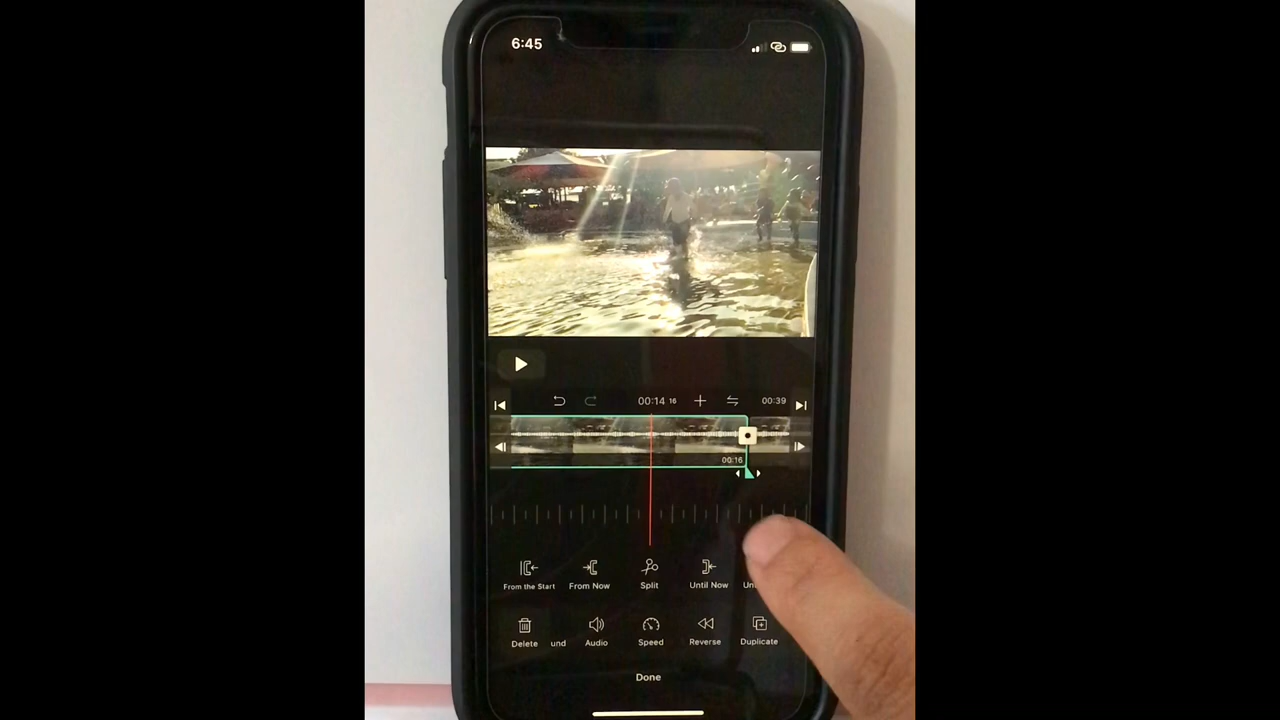 6:45
00:14 16
00:39
00:16
From the Start From Now Split Until Now
Delete und Audio Speed Reverse Duplicate
Done